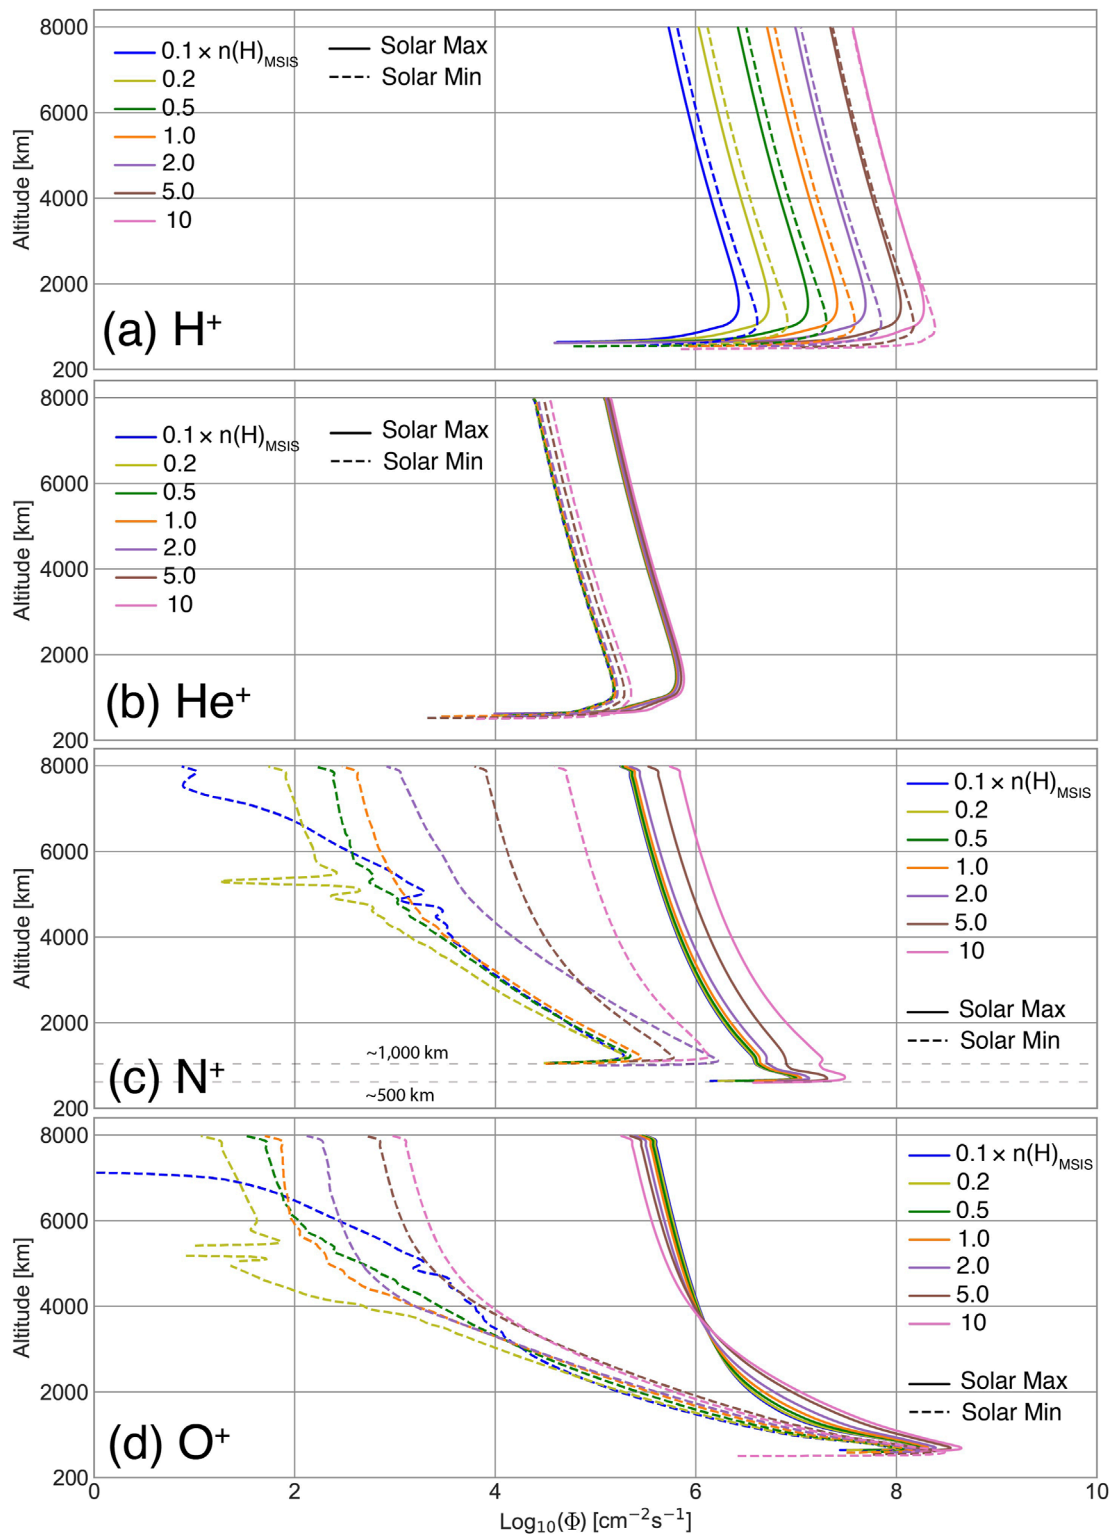 8000
6000
4000
2000
200
Altitude [km]
0.1 × n(H)MSIS
0.2
0.5
1.0
2.0
5.0
10
Solar Max
Solar Min
(a) H⁺
8000
6000
4000
2000
200
Altitude [km]
0.1 × n(H)MSIS
0.2
0.5
1.0
2.0
5.0
10
Solar Max
Solar Min
(b) He⁺
8000
6000
4000
2000
200
Altitude [km]
0.1 × n(H)MSIS
0.2
0.5
1.0
2.0
5.0
10
Solar Max
Solar Min
~1,000 km
~500 km
(c) N⁺
8000
6000
4000
2000
200
Altitude [km]
0.1 × n(H)MSIS
0.2
0.5
1.0
2.0
5.0
10
Solar Max
Solar Min
(d) O⁺
0 2 4 6 8 10
Log₁₀(Φ) [cm⁻²s⁻¹]